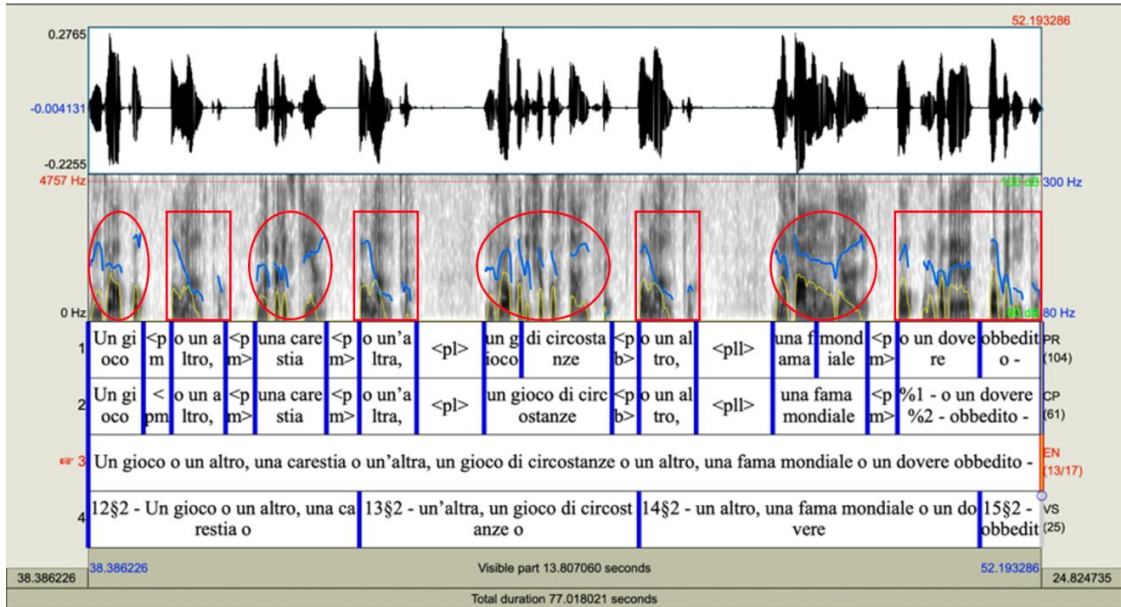 52.193286
0.2765
-0.004131
-0.2255
4757 Hz
300 Hz
0 Hz
80 Hz
1
Un gi
oco
<p
m
o un a
ltro,
<p
m>
una care
stia
<p
m>
o un'a
ltra,
<pl>
un g
ioco
di circosta
nze
<p
b>
o un al
tro,
<pll>
una f
ama
mond
iale
<p
m>
o un dove
re
obbedit
o -
PR
(104)
2
Un gi
oco
<
pm
o un a
ltro,
<p
m>
una care
stia
<p
m>
o un'a
ltra,
<pl>
un gioco di circ
ostanze
<p
b>
o un al
tro,
<pll>
una fama
mondiale
<p
m>
%1 - o un dovere
%2 - obbedito -
CP
(61)
3
Un gioco o un altro, una carestia o un'altra, un gioco di circostanze o un altro, una fama mondiale o un dovere obbedito -
EN
(13/17)
4
12§2 - Un gioco o un altro, una ca
restia o
13§2 - un'altra, un gioco di circost
anze o
14§2 - un altro, una fama mondiale o un do
vere
15§2 -
obbedit
VS
(25)
38.386226
38.386226
Visible part 13.807060 seconds
52.193286
24.824735
Total duration 77.018021 seconds